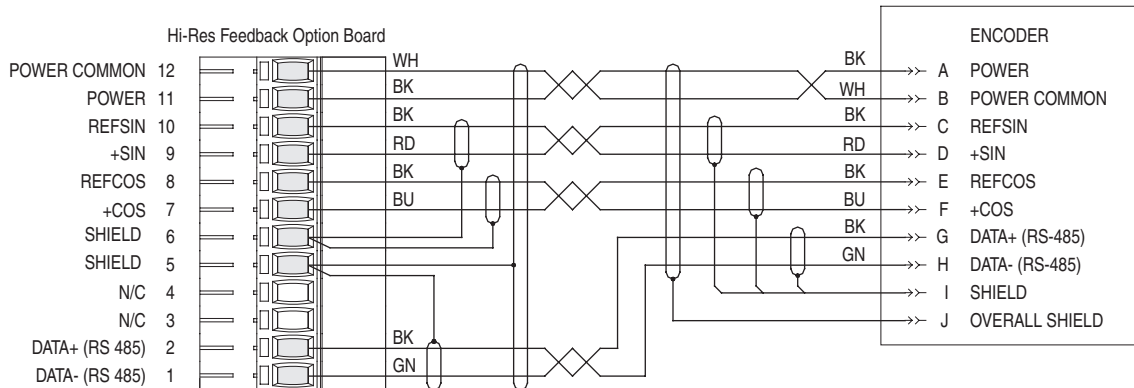 Hi-Res Feedback Option Board
ENCODER
POWER COMMON 12 WH BK A POWER
POWER 11 BK WH B POWER COMMON
REFSIN 10 BK BK C REFSIN
+SIN 9 RD RD D +SIN
REFCOS 8 BK BK E REFCOS
+COS 7 BU BU F +COS
SHIELD 6 BK G DATA+ (RS-485)
SHIELD 5 GN H DATA- (RS-485)
N/C 4 I SHIELD
N/C 3 J OVERALL SHIELD
DATA+ (RS 485) 2 BK
DATA- (RS 485) 1 GN